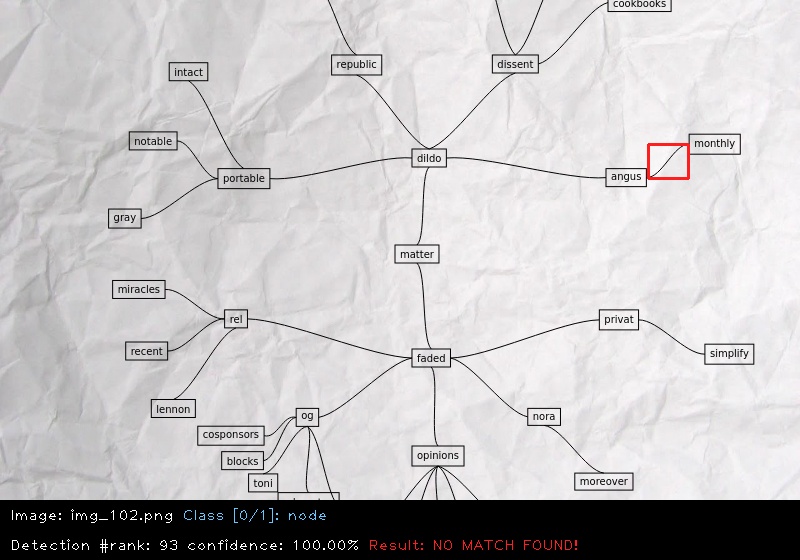 cookbooks
republic
dissent
intact
notable
monthly
dildo
portable
angus
gray
matter
miracles
rel
privat
recent
faded
simplify
lennon
og
nora
cosponsors
opinions
blocks
toni
moreover
Image: img_102.png Class [0/1]: node
Detection #rank: 93 confidence: 100.00% Result: NO MATCH FOUND!